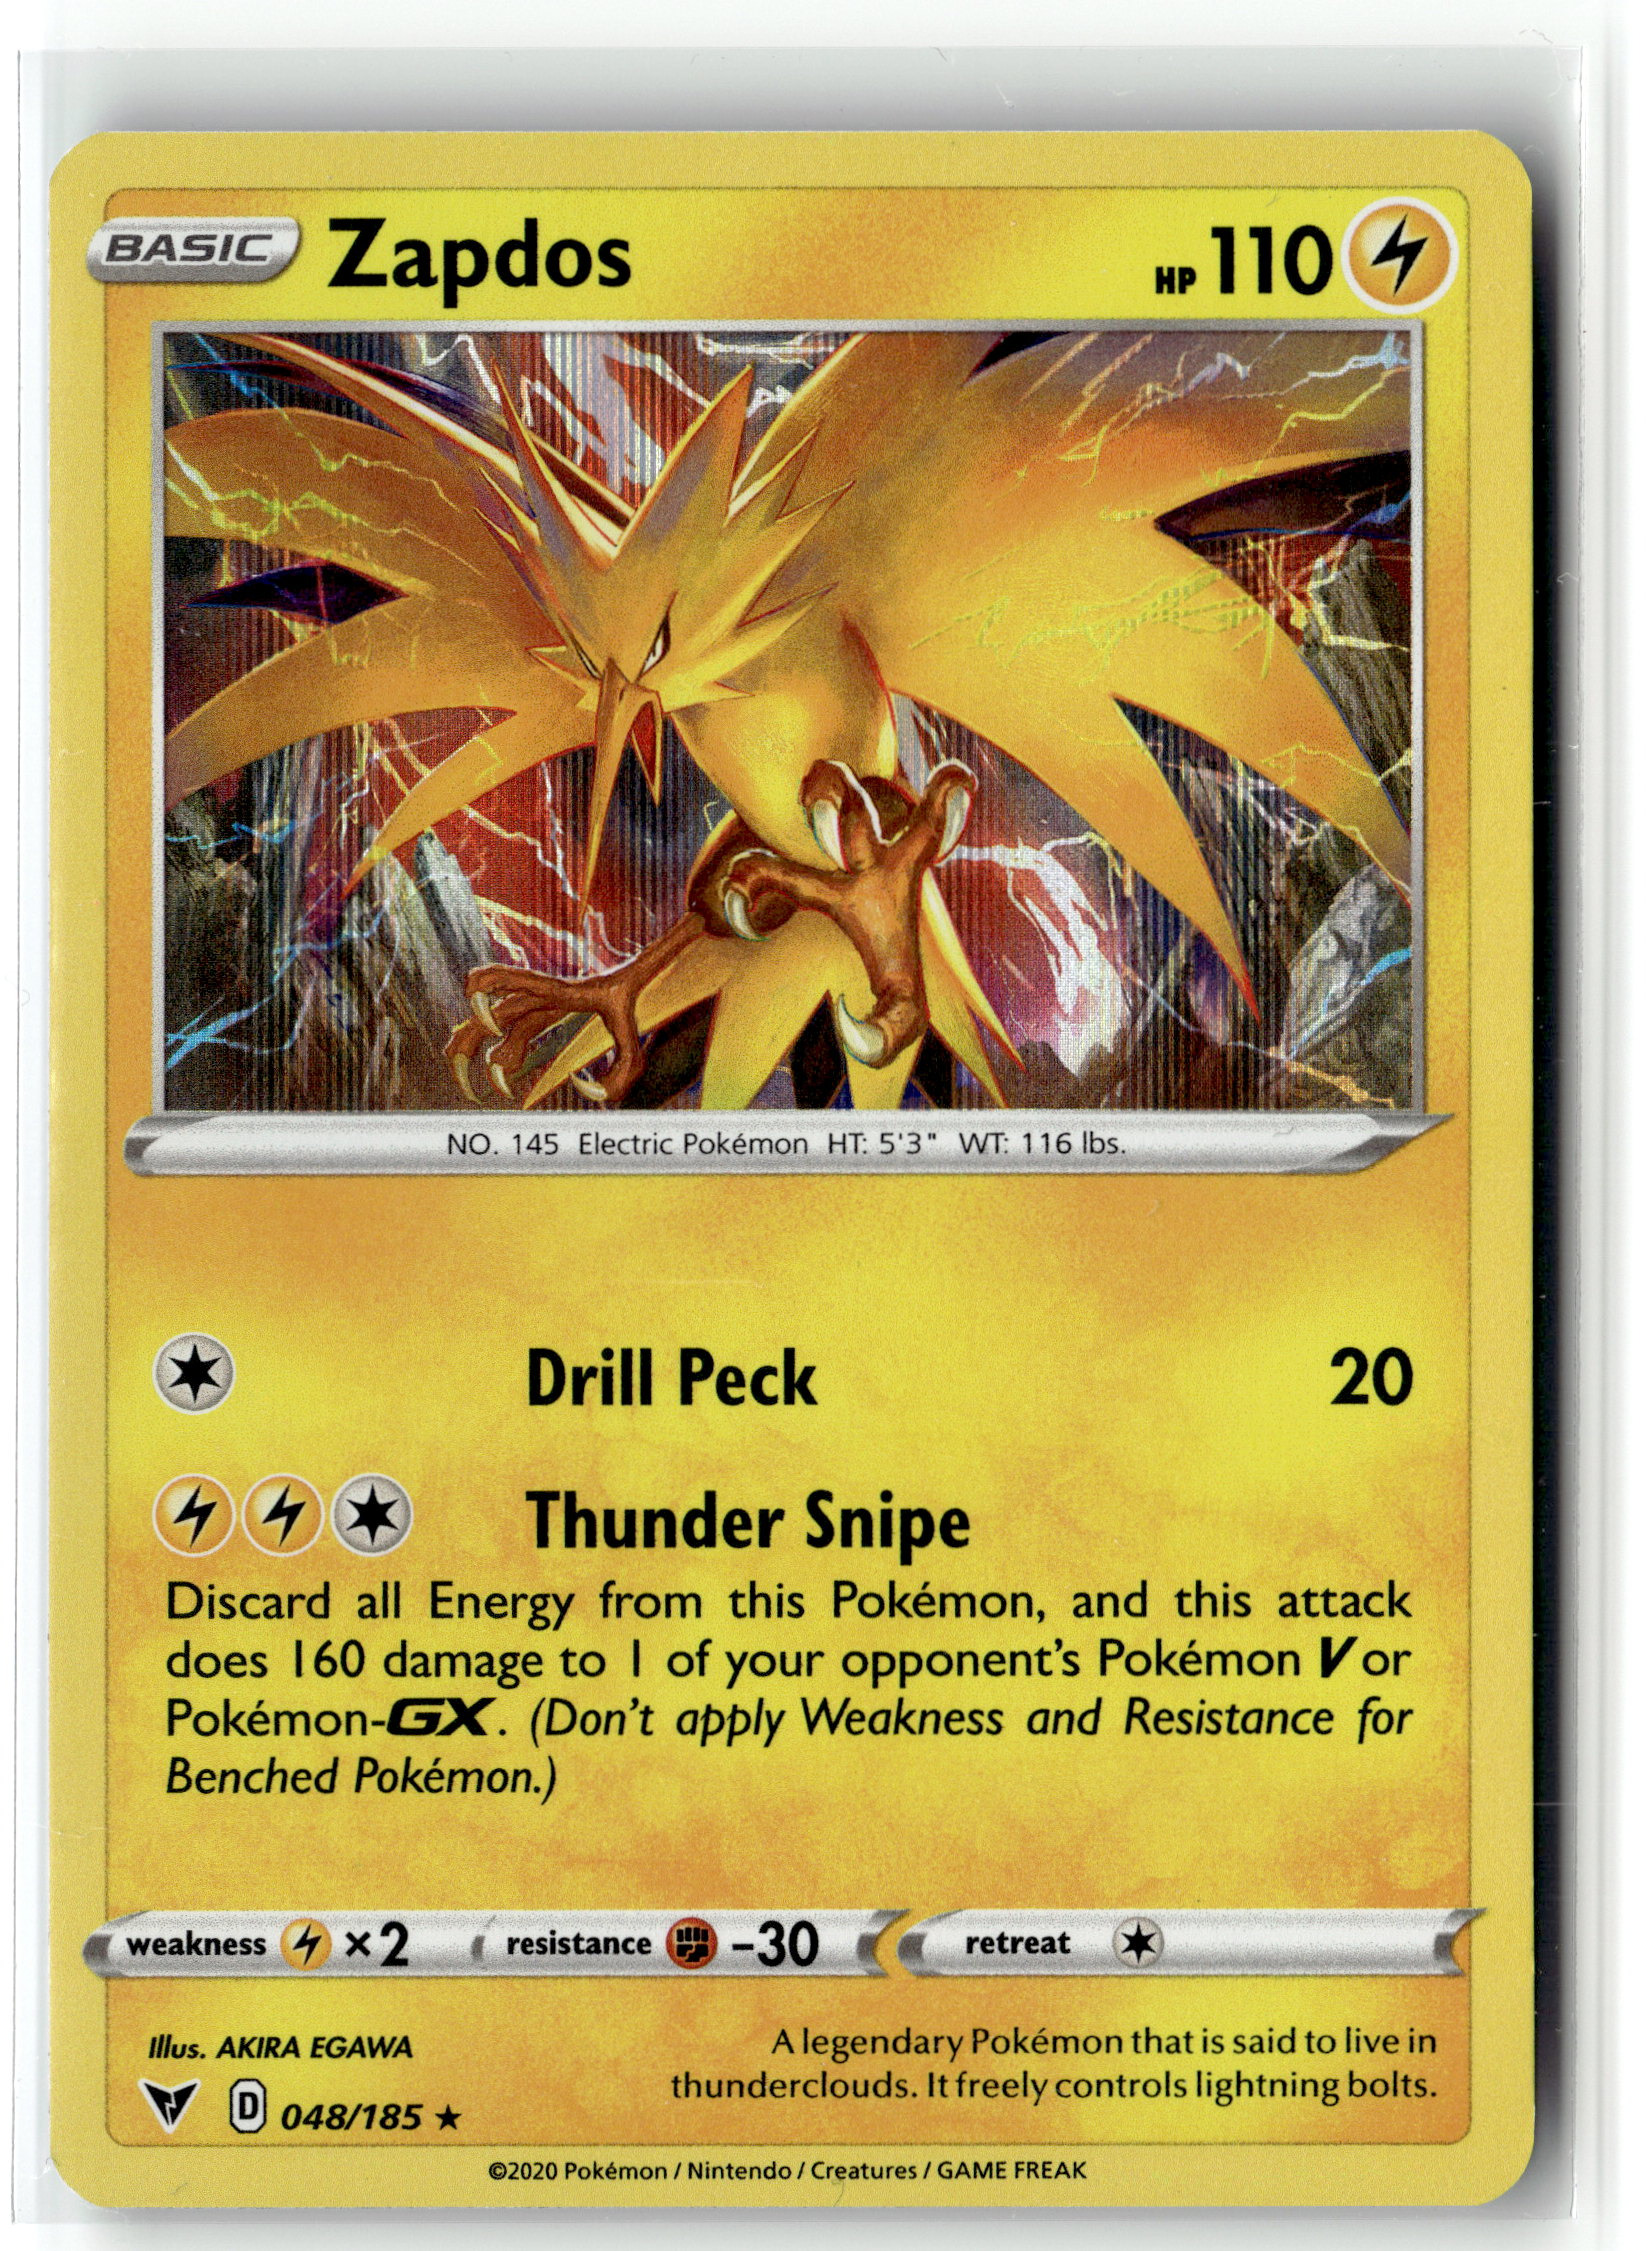 BASIC Zapdos HP 110
NO. 145 Electric Pokémon HT: 5'3" WT: 116 lbs.
Drill Peck 20
Thunder Snipe
Discard all Energy from this Pokémon, and this attack
does 160 damage to 1 of your opponent's Pokémon V or
Pokémon-GX. (Don't apply Weakness and Resistance for
Benched Pokémon.)
weakness ×2 resistance -30 retreat
Illus. AKIRA EGAWA
A legendary Pokémon that is said to live in
thunderclouds. It freely controls lightning bolts.
D 048/185 ★
©2020 Pokémon / Nintendo / Creatures / GAME FREAK